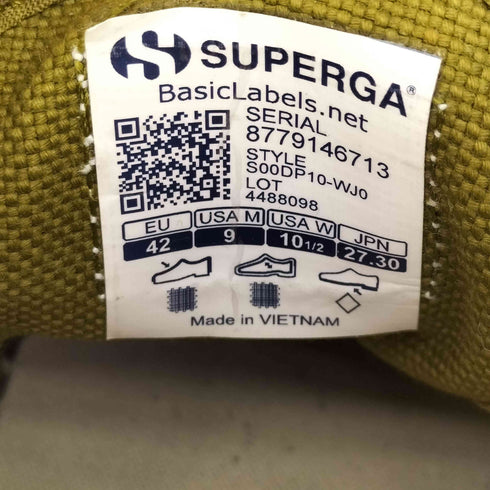 SUPERGA®
BasicLabels.net
SERIAL
8779146713
STYLE
S00DP10-WJ0
LOT
4488098
EU USA M USA W JPN
42 9 10 1/2 27.30
Made in VIETNAM